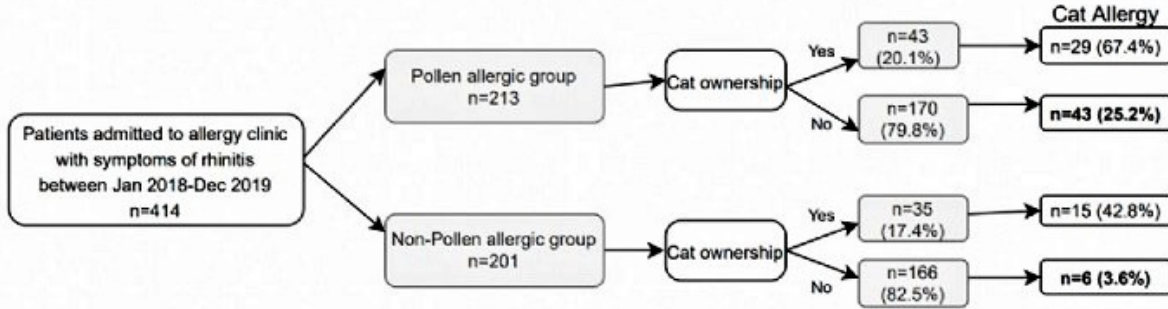 Cat Allergy
Patients admitted to allergy clinic
with symptoms of rhinitis
between Jan 2018-Dec 2019
n=414
Pollen allergic group
n=213
Cat ownership
Yes
n=43
(20.1%)
n=29 (67.4%)
No
n=170
(79.8%)
n=43 (25.2%)
Non-Pollen allergic group
n=201
Cat ownership
Yes
n=35
(17.4%)
n=15 (42.8%)
No
n=166
(82.5%)
n=6 (3.6%)